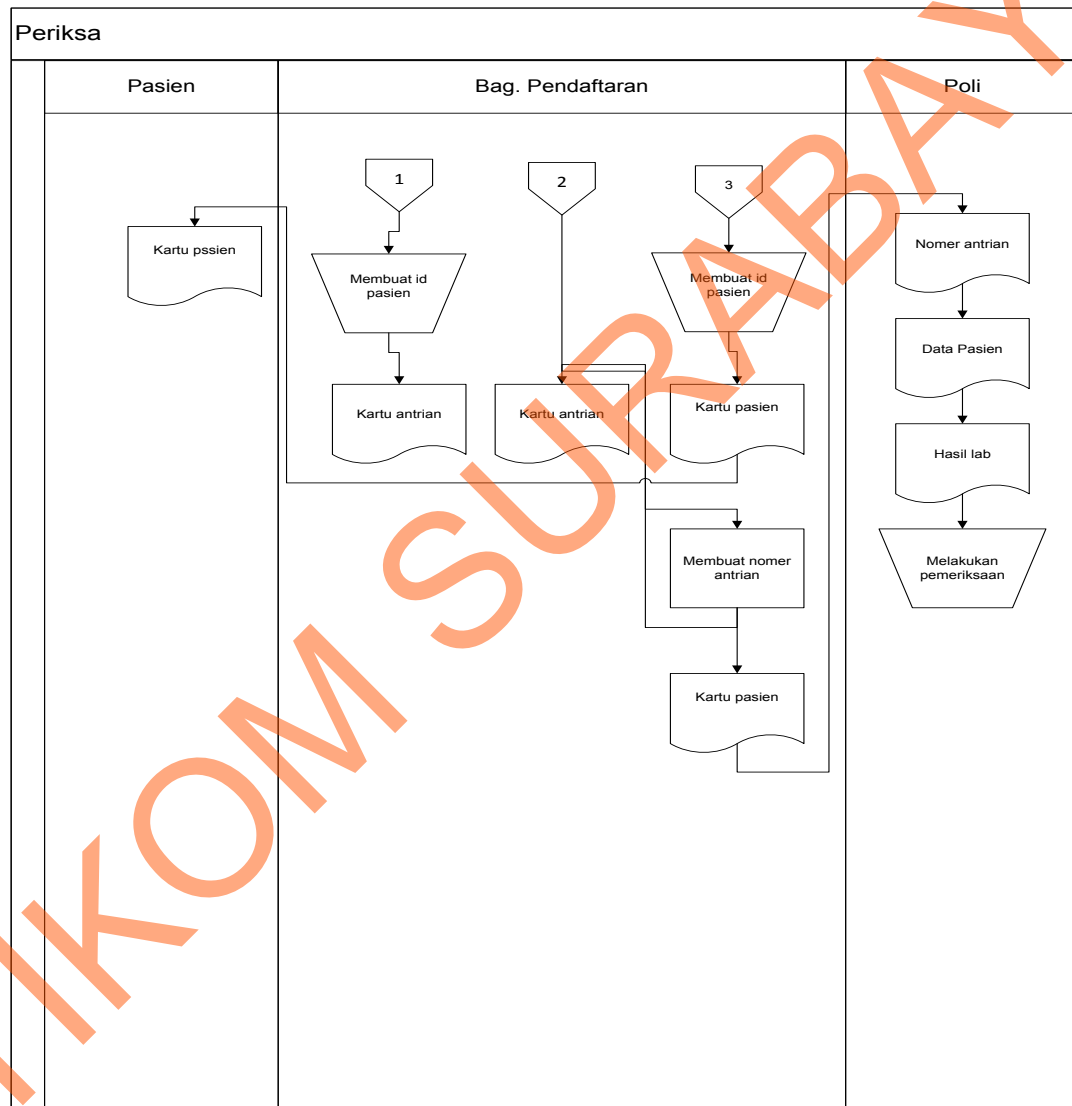 Periksa
Pasien
Bag. Pendaftaran
Poli
1
2
3
Kartu pssien
Membuat id
pasien
Membuat id
pasien
Nomer antrian
Data Pasien
Kartu antrian
Kartu antrian
Kartu pasien
Hasil lab
Membuat nomer
antrian
Melakukan
pemeriksaan
Kartu pasien
IKOM SURABAY